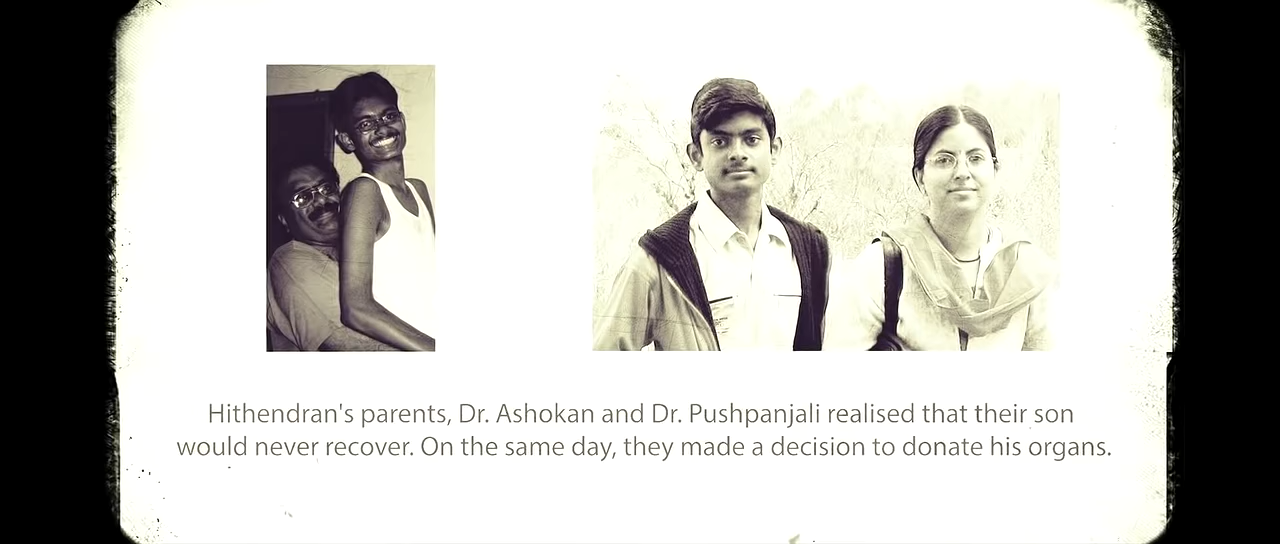 Hithendran's parents, Dr. Ashokan and Dr. Pushpanjali realised that their son
would never recover. On the same day, they made a decision to donate his organs.